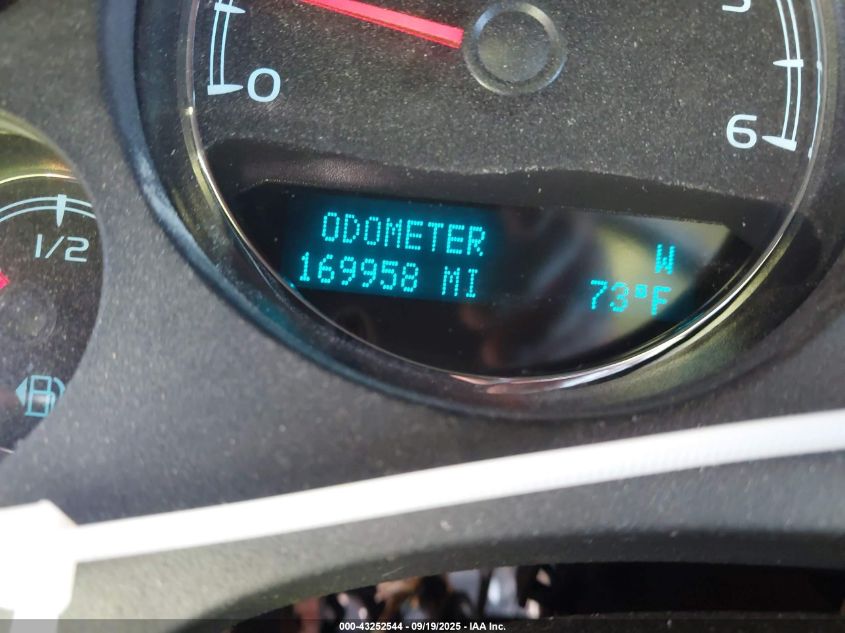 0
6
1/2
ODOMETER
169958 MI
W
73°F
000-43252544 - 09/19/2025 - IAA Inc.